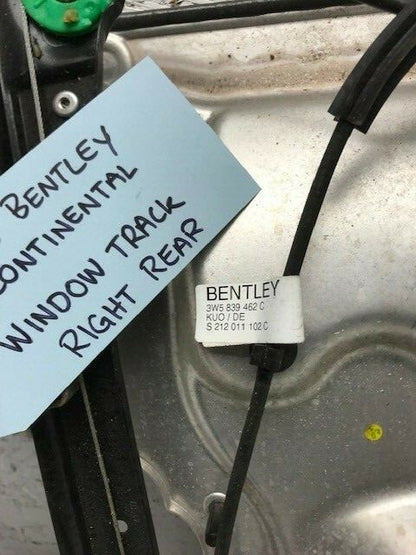 BENTLEY
CONTINENTAL
WINDOW TRACK
RIGHT REAR
BENTLEY
3W5 839 462 C
KUO / DE
S 212 011 102 C